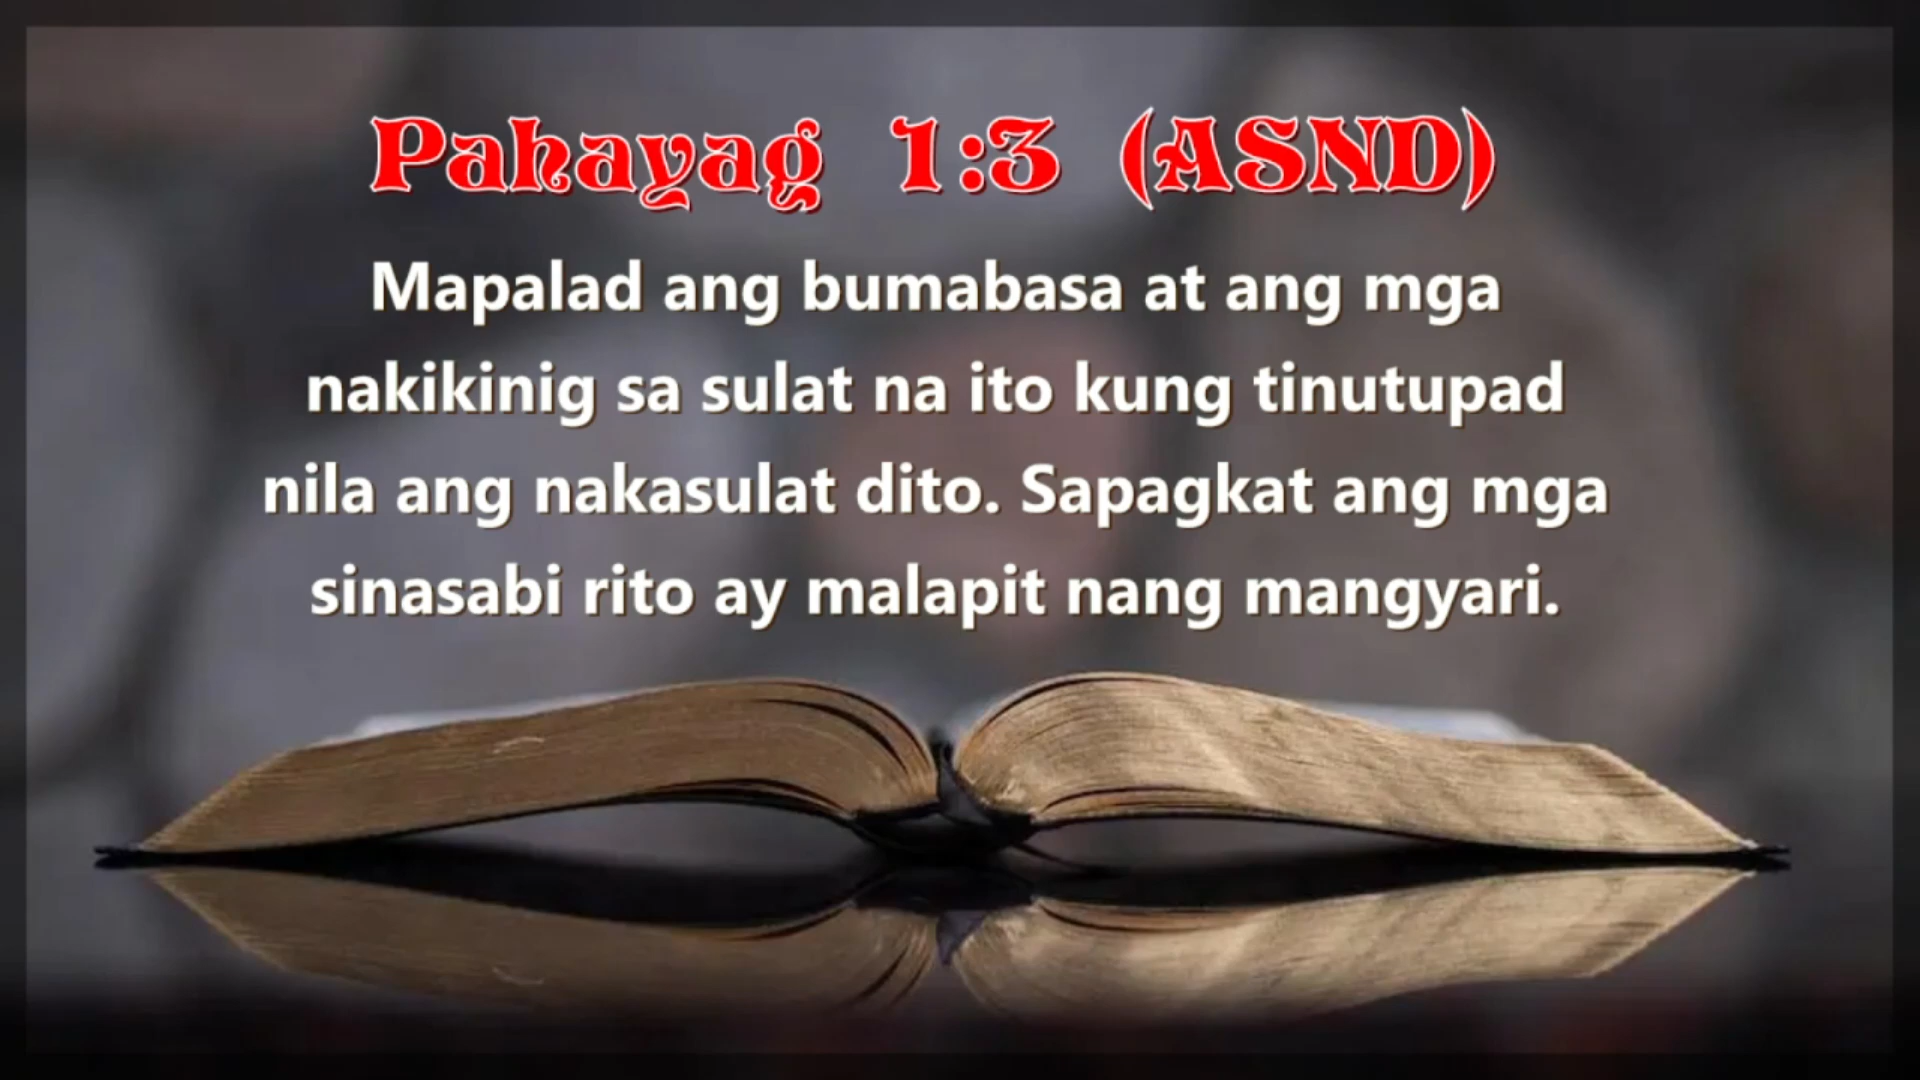 Pahayag 1:3 (ASND)
Mapalad ang bumabasa at ang mga
nakikinig sa sulat na ito kung tinutupad
nila ang nakasulat dito. Sapagkat ang mga
sinasabi rito ay malapit nang mangyari.